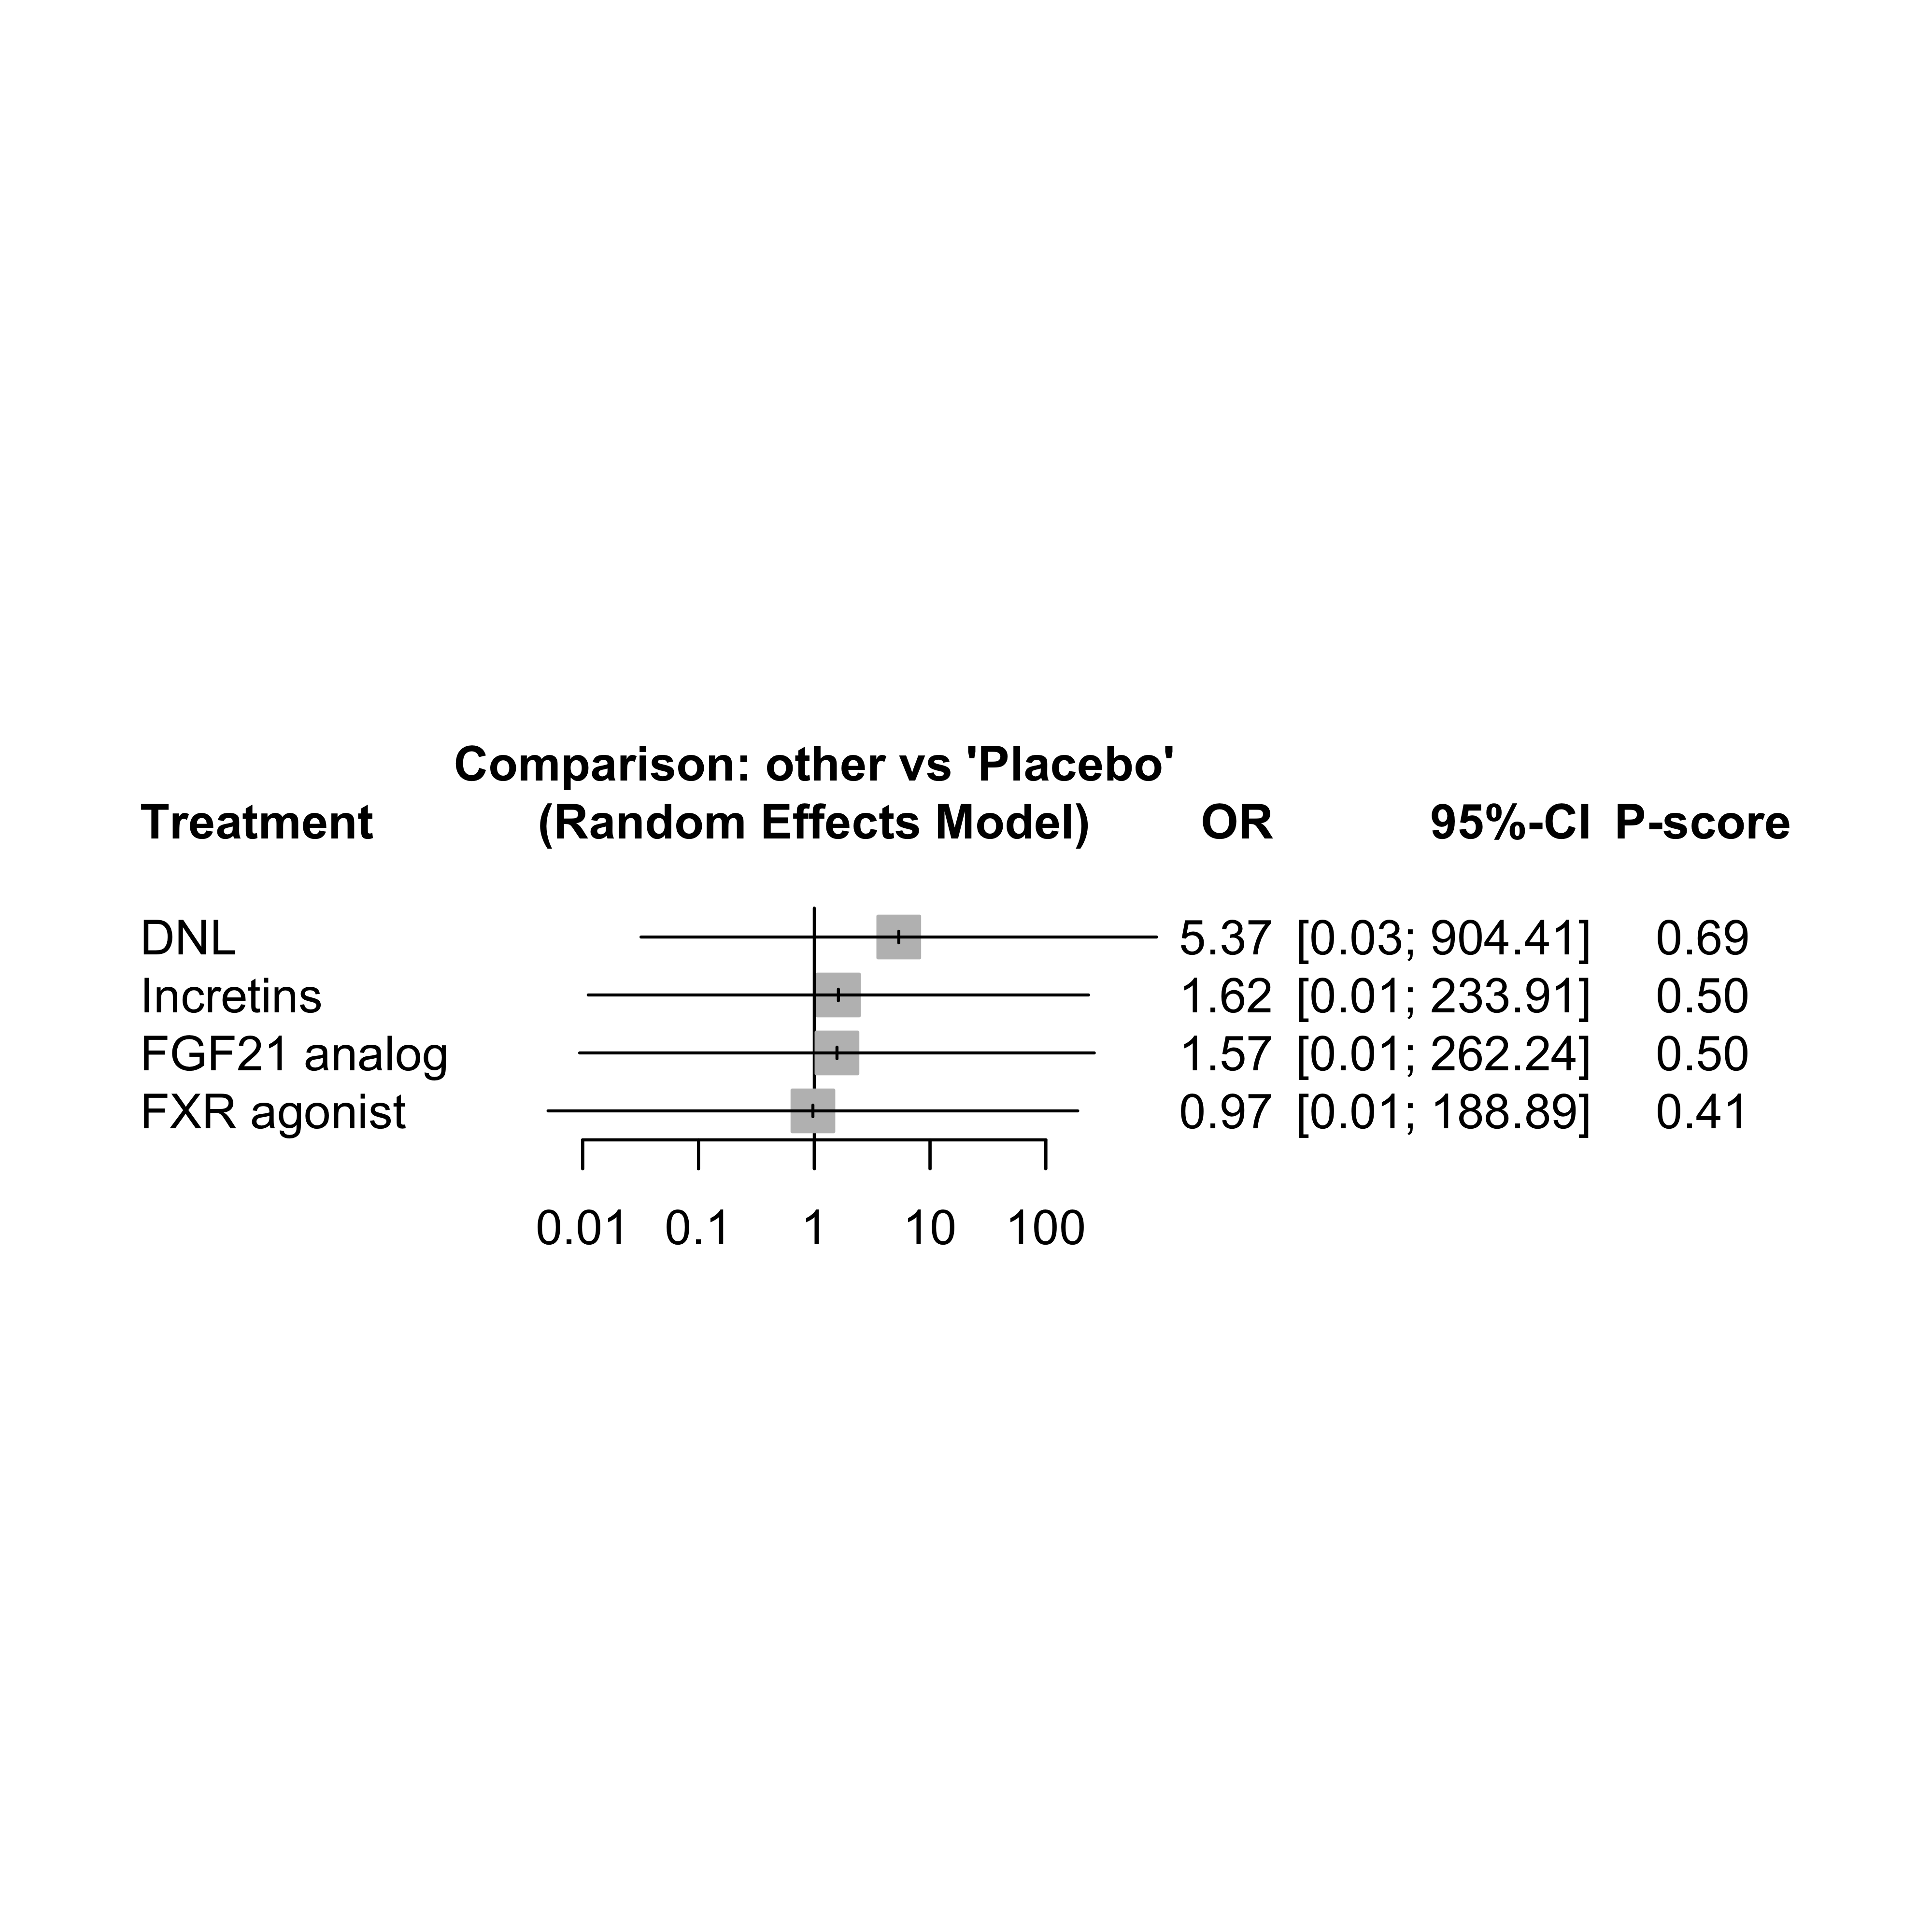 Comparison: other vs 'Placebo'
Treatment (Random Effects Model) OR 95%-CI P-score
DNL 5.37 [0.03; 904.41] 0.69
Incretins 1.62 [0.01; 233.91] 0.50
FGF21 analog 1.57 [0.01; 262.24] 0.50
FXR agonist 0.97 [0.01; 188.89] 0.41
0.01 0.1 1 10 100